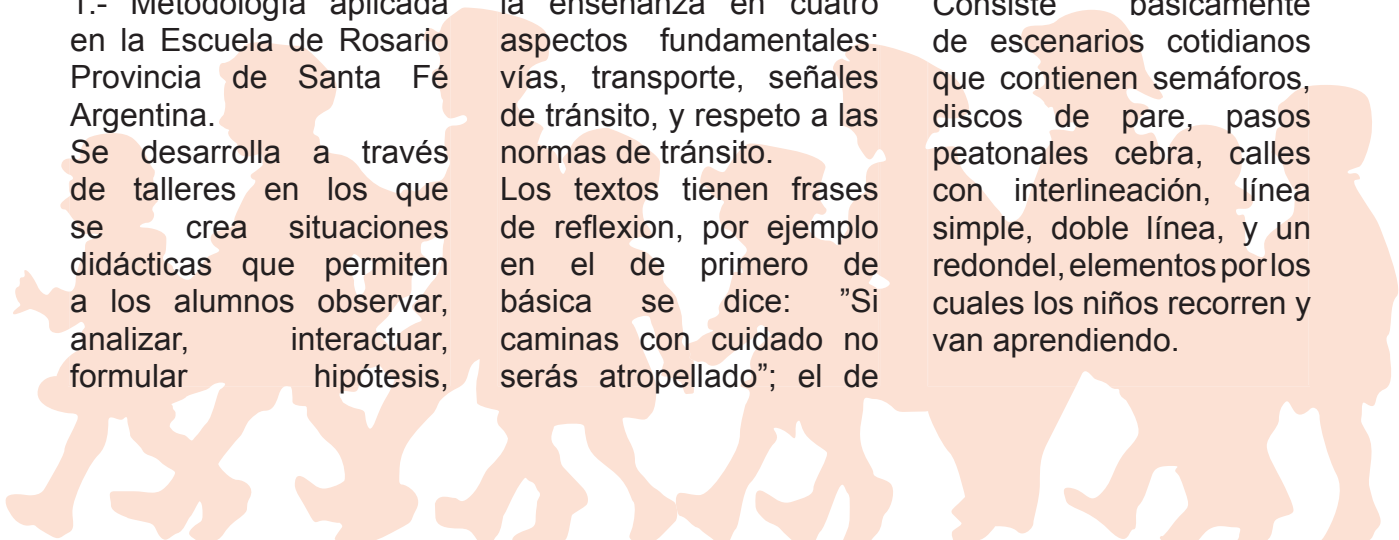 1.- Metodología aplicada
en la Escuela de Rosario
Provincia de Santa Fé
Argentina.
Se desarrolla a través
de talleres en los que
se crea situaciones
didácticas que permiten
a los alumnos observar,
analizar, interactuar,
formular hipótesis,
la enseñanza en cuatro
aspectos fundamentales:
vías, transporte, señales
de tránsito, y respeto a las
normas de tránsito.
Los textos tienen frases
de reflexion, por ejemplo
en el de primero de
básica se dice: ”Si
caminas con cuidado no
serás atropellado”; el de
Consiste básicamente
de escenarios cotidianos
que contienen semáforos,
discos de pare, pasos
peatonales cebra, calles
con interlineación, línea
simple, doble línea, y un
redondel, elementos por los
cuales los niños recorren y
van aprendiendo.